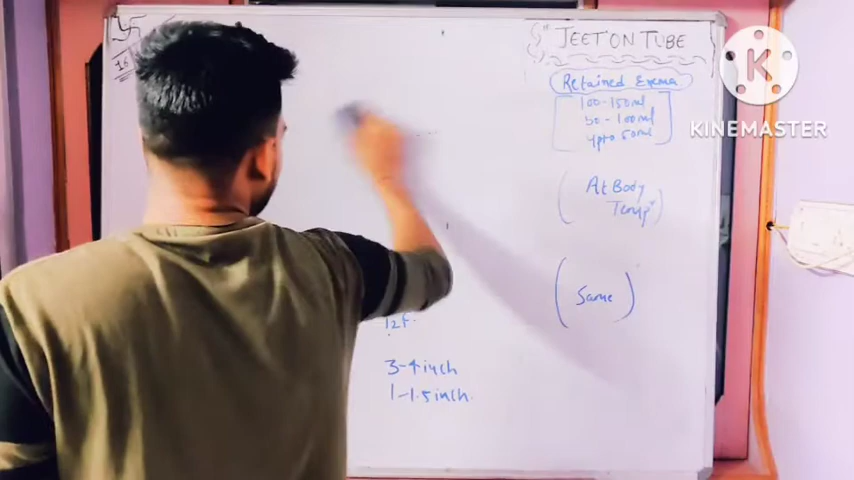 JEET'ON TUBE
Retained Enema
100-150ml
50-100ml
upto 50ml
At Body
Temp
Same
12F
3-4 inch
1-1.5 inch
K
KINEMASTER